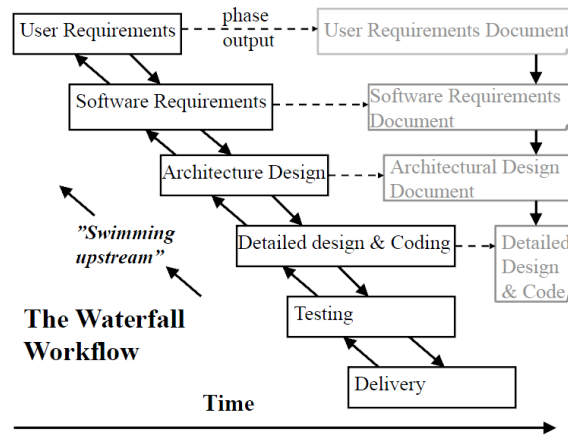 User Requirements
phase
output
User Requirements Document
Software Requirements
Software Requirements
Document
Architecture Design
Architectural Design
Document
”Swimming
upstream”
Detailed design & Coding
Detailed
Design
& Code
The Waterfall
Workflow
Testing
Delivery
Time